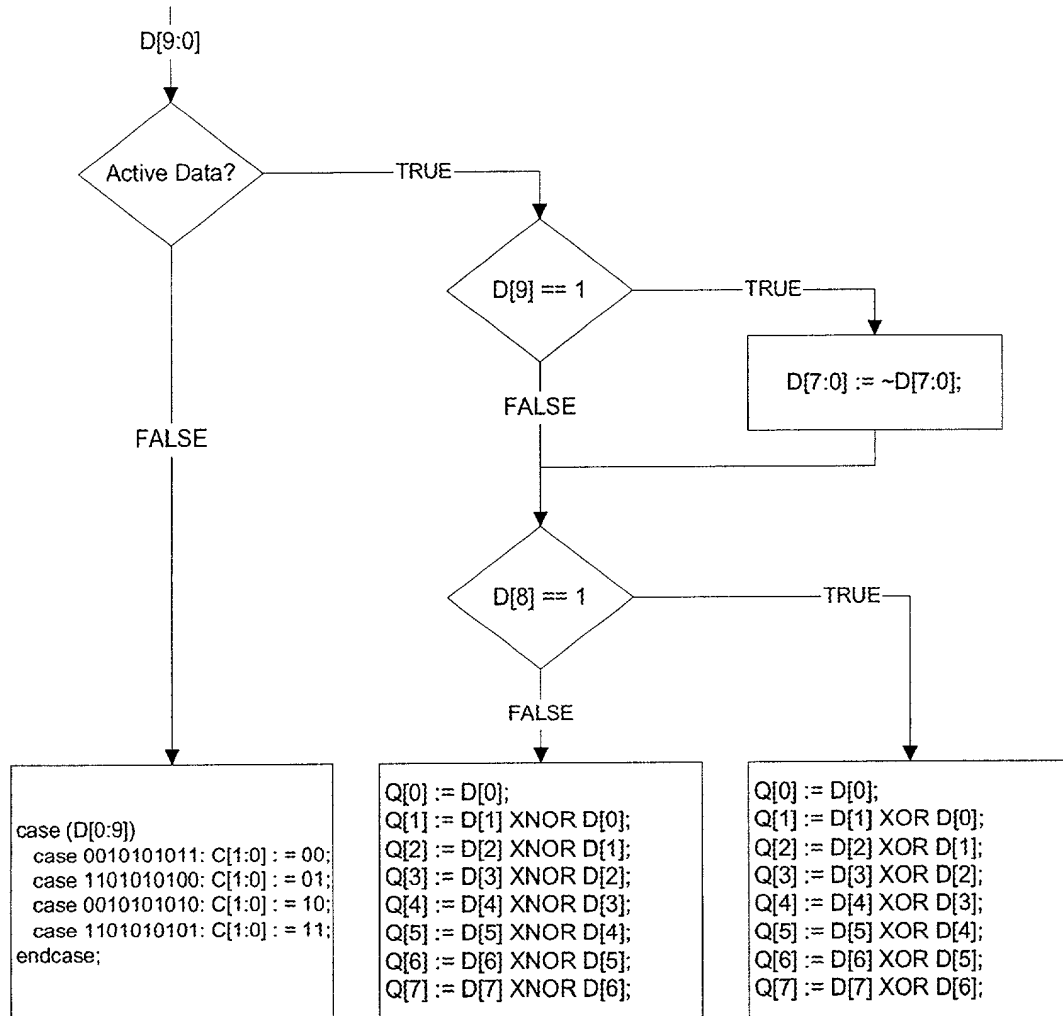 D[9:0]
Active Data?
TRUE
D[9] == 1
TRUE
D[7:0] := ~D[7:0];
FALSE
FALSE
D[8] == 1
TRUE
FALSE
case (D[0:9])
case 0010101011: C[1:0] : = 00;
case 1101010100: C[1:0] : = 01;
case 0010101010: C[1:0] : = 10;
case 1101010101: C[1:0] : = 11;
endcase;
Q[0] := D[0];
Q[1] := D[1] XNOR D[0];
Q[2] := D[2] XNOR D[1];
Q[3] := D[3] XNOR D[2];
Q[4] := D[4] XNOR D[3];
Q[5] := D[5] XNOR D[4];
Q[6] := D[6] XNOR D[5];
Q[7] := D[7] XNOR D[6];
Q[0] := D[0];
Q[1] := D[1] XOR D[0];
Q[2] := D[2] XOR D[1];
Q[3] := D[3] XOR D[2];
Q[4] := D[4] XOR D[3];
Q[5] := D[5] XOR D[4];
Q[6] := D[6] XOR D[5];
Q[7] := D[7] XOR D[6];